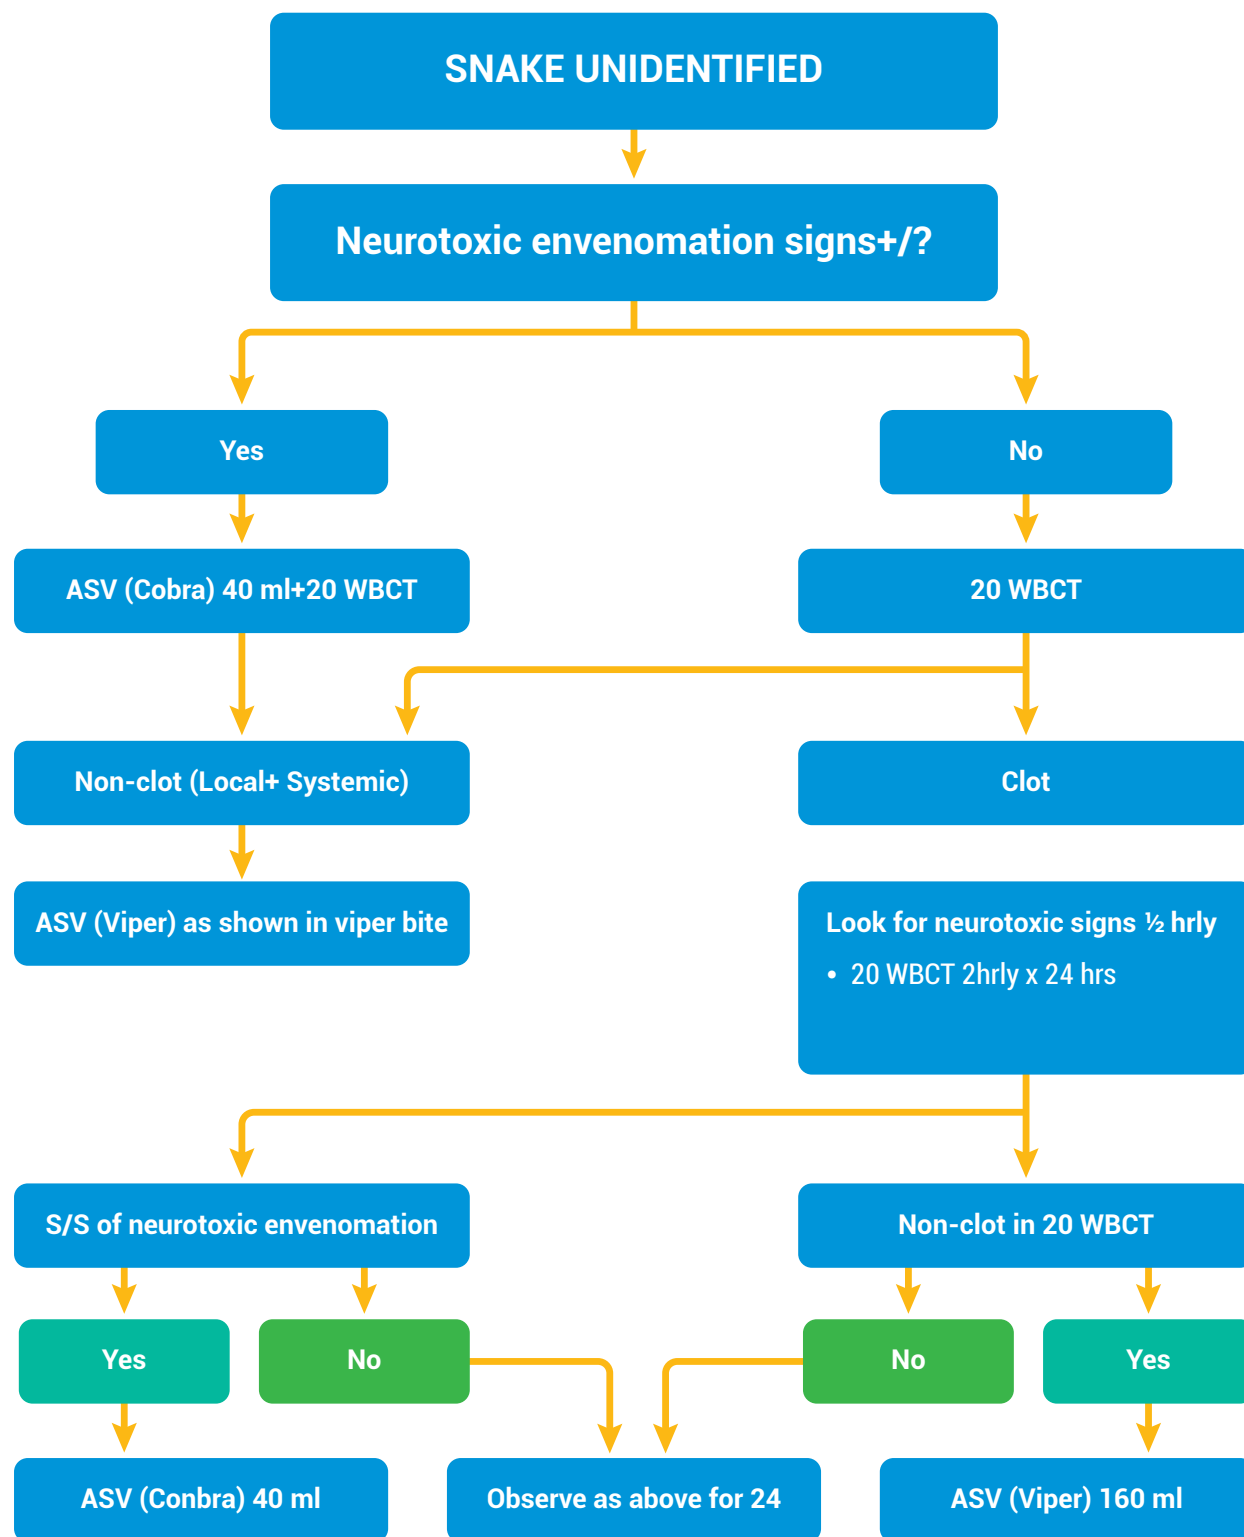 SNAKE UNIDENTIFIED
Neurotoxic envenomation signs+/?
Yes
No
ASV (Cobra) 40 ml+20 WBCT
20 WBCT
Non-clot (Local+ Systemic)
Clot
ASV (Viper) as shown in viper bite
Look for neurotoxic signs ½ hrly
• 20 WBCT 2hrly x 24 hrs
S/S of neurotoxic envenomation
Non-clot in 20 WBCT
Yes
No
No
Yes
ASV (Conbra) 40 ml
Observe as above for 24
ASV (Viper) 160 ml